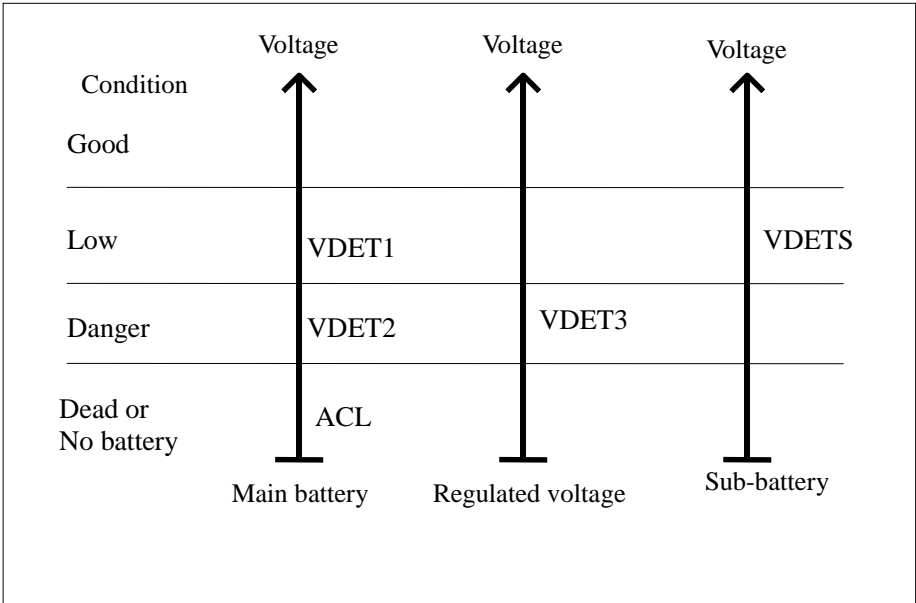 Voltage Voltage Voltage
Condition
Good
Low VDET1 VDETS
Danger VDET2 VDET3
Dead or
No battery ACL
Main battery Regulated voltage Sub-battery